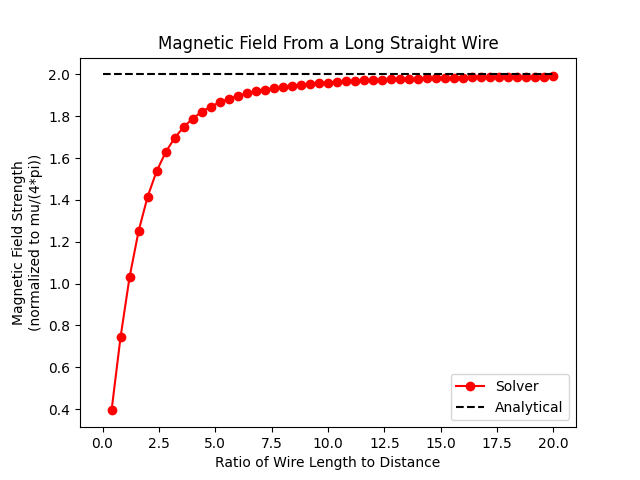 Magnetic Field From a Long Straight Wire
Magnetic Field Strength
(normalized to mu/(4*pi))
2.0
1.8
1.6
1.4
1.2
1.0
0.8
0.6
0.4
Solver
Analytical
0.0 2.5 5.0 7.5 10.0 12.5 15.0 17.5 20.0
Ratio of Wire Length to Distance